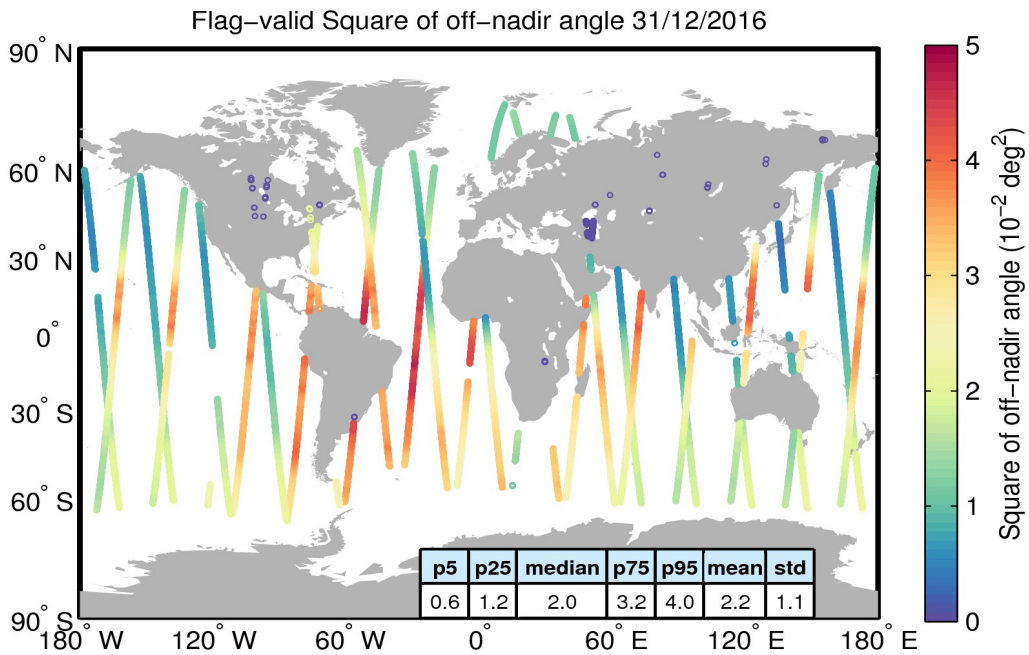 Flag−valid Square of off−nadir angle 31/12/2016
90° N
60° N
30° N
0°
30° S
60° S
90° S
180° W
120° W
60° W
0°
60° E
120° E
180° E
p5 p25 median p75 p95 mean std
0.6 1.2 2.0 3.2 4.0 2.2 1.1
5
4
3
2
1
0
Square of off−nadir angle (10⁻² deg²)